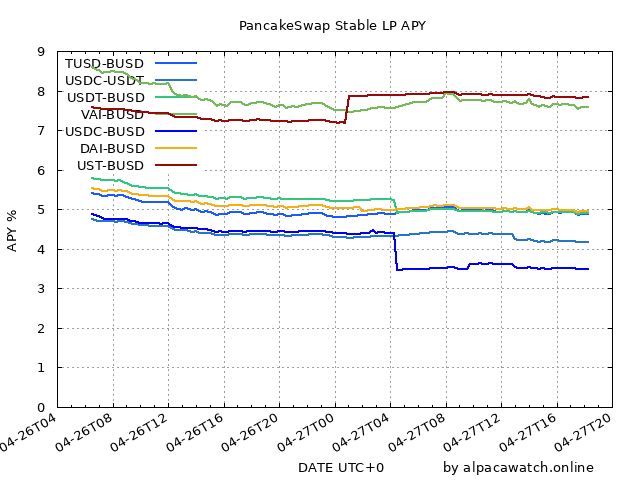 PancakeSwap Stable LP APY
9
8
7
6
5
4
3
2
1
0
APY %
TUSD-BUSD
USDC-USDT
USDT-BUSD
VAI-BUSD
USDC-BUSD
DAI-BUSD
UST-BUSD
04-26T04
04-26T08
04-26T12
04-26T16
04-26T20
04-27T00
04-27T04
04-27T08
04-27T12
04-27T16
04-27T20
DATE UTC+0
by alpacawatch.online